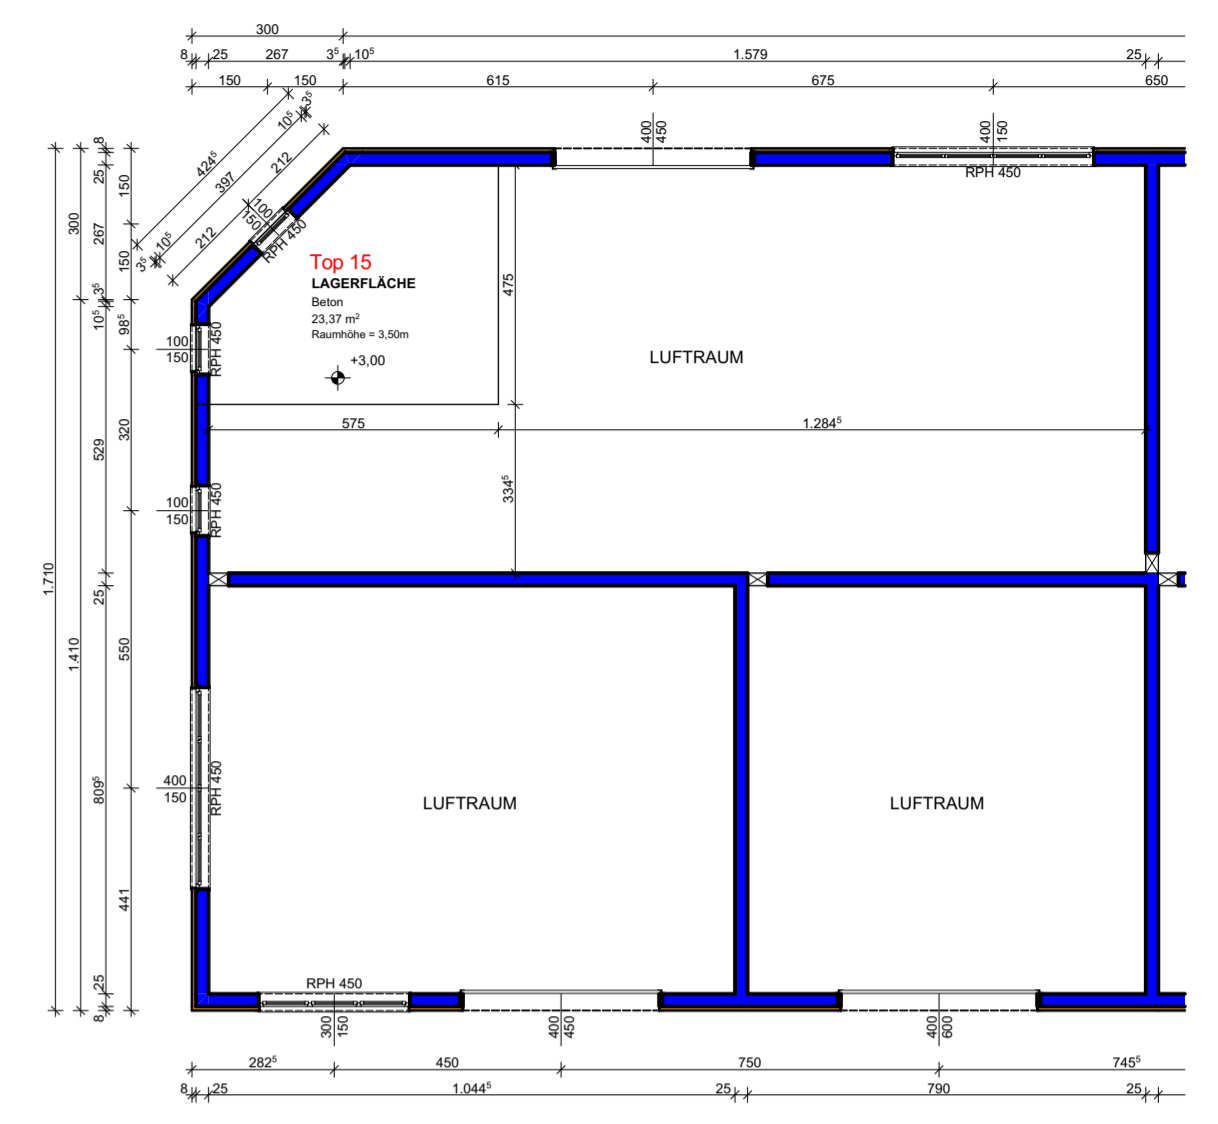 300
8 25 267 3⁵ 10⁵ 1.579 25
150 150 615 675 650
424⁵ 10⁵ 3⁵
397 212
212
3⁵ 10⁵
100
150
RPH 450
400
450
400
150
RPH 450
8
25
150
300
267
150
3⁵
10⁵
98⁵
Top 15
LAGERFLÄCHE
Beton
23,37 m²
Raumhöhe = 3,50m
+3,00
475
LUFTRAUM
100
150
RPH 450
575
1.284⁵
320
529
334⁵
100
150
RPH 450
1.710
25
1.410
550
400
150
RPH 450
809⁵
LUFTRAUM
LUFTRAUM
441
25
8
RPH 450
300
150
400
450
400
600
282⁵ 450 750 745⁵
8 25 1.044⁵ 25 790 25